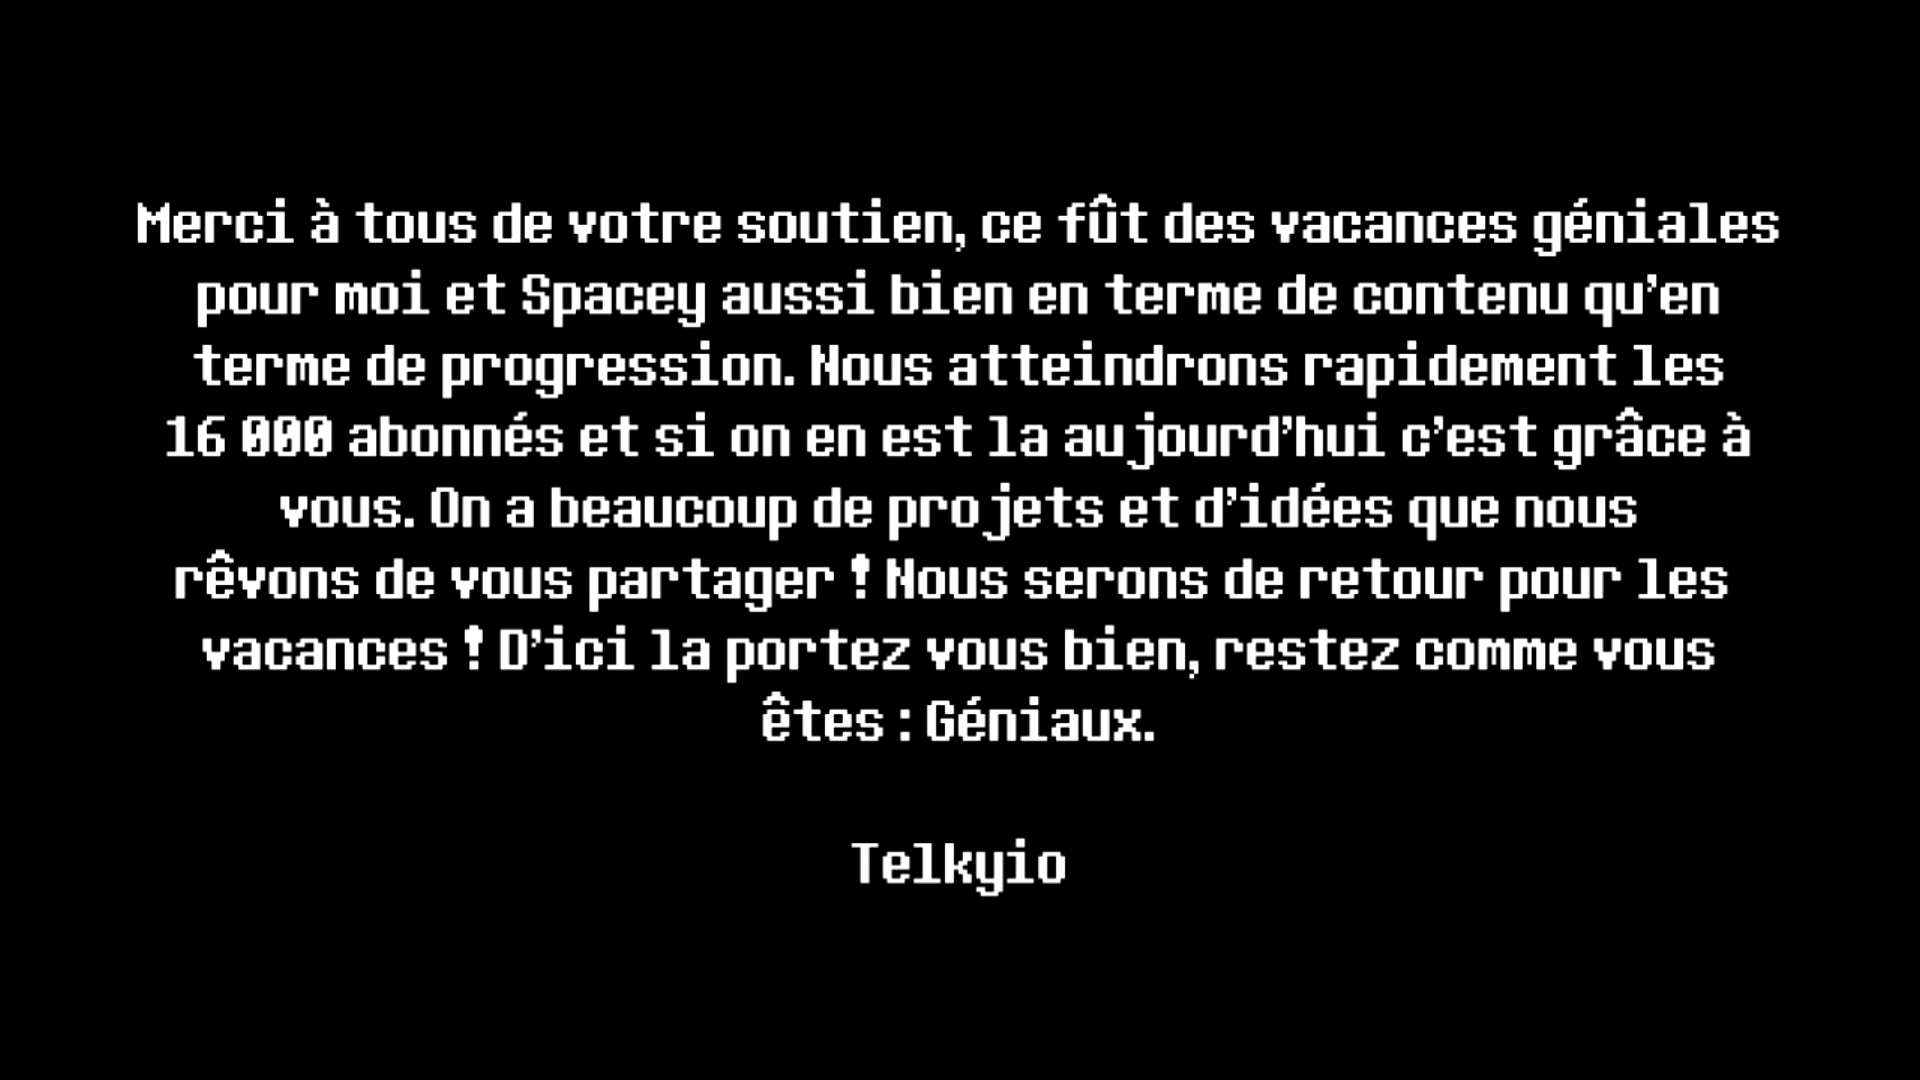 Merci à tous de votre soutien, ce fût des vacances géniales
pour moi et Spacey aussi bien en terme de contenu qu'en
terme de progression. Nous atteindrons rapidement les
16 000 abonnés et si on en est la aujourd'hui c'est grâce à
vous. On a beaucoup de projets et d'idées que nous
rêvons de vous partager ! Nous serons de retour pour les
vacances ! D'ici la portez vous bien, restez comme vous
êtes : Géniaux.
Telkyio